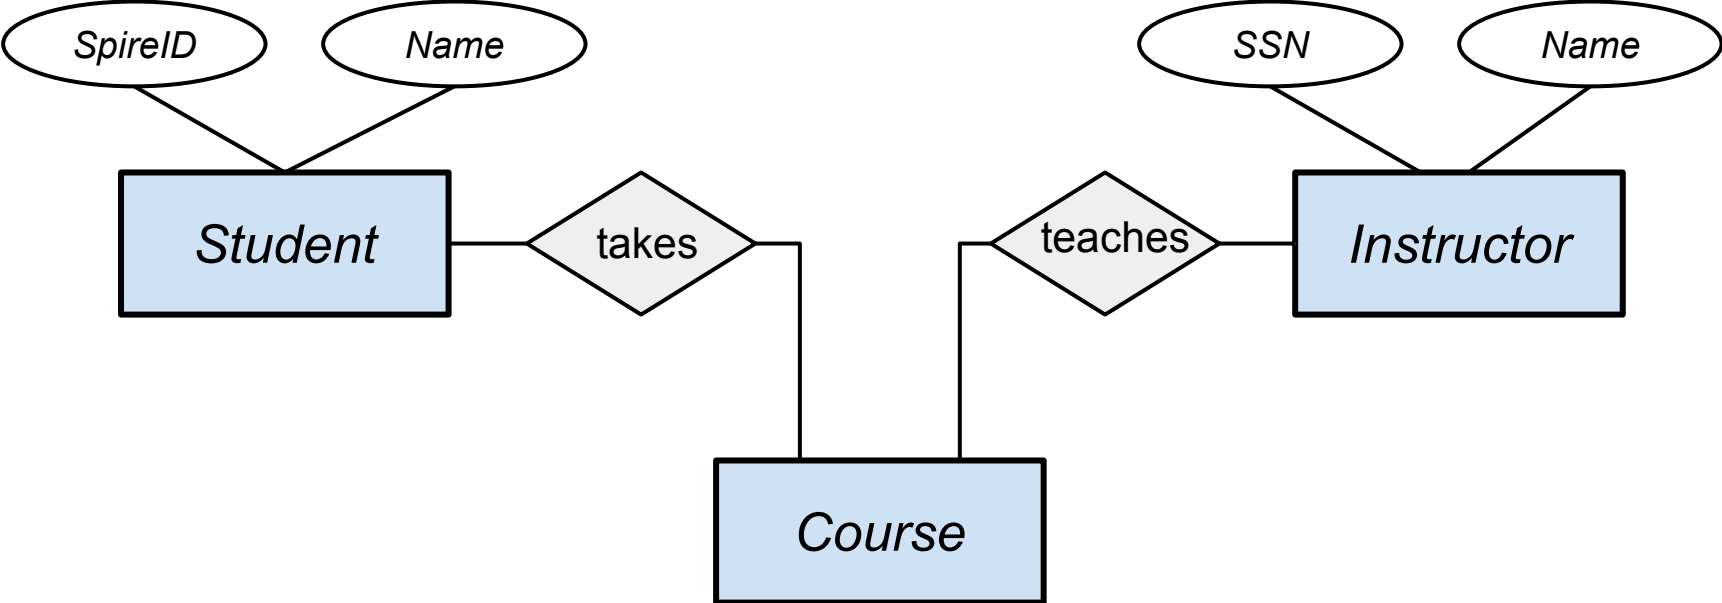 SpireID
Name
SSN
Name
Student
takes
teaches
Instructor
Course